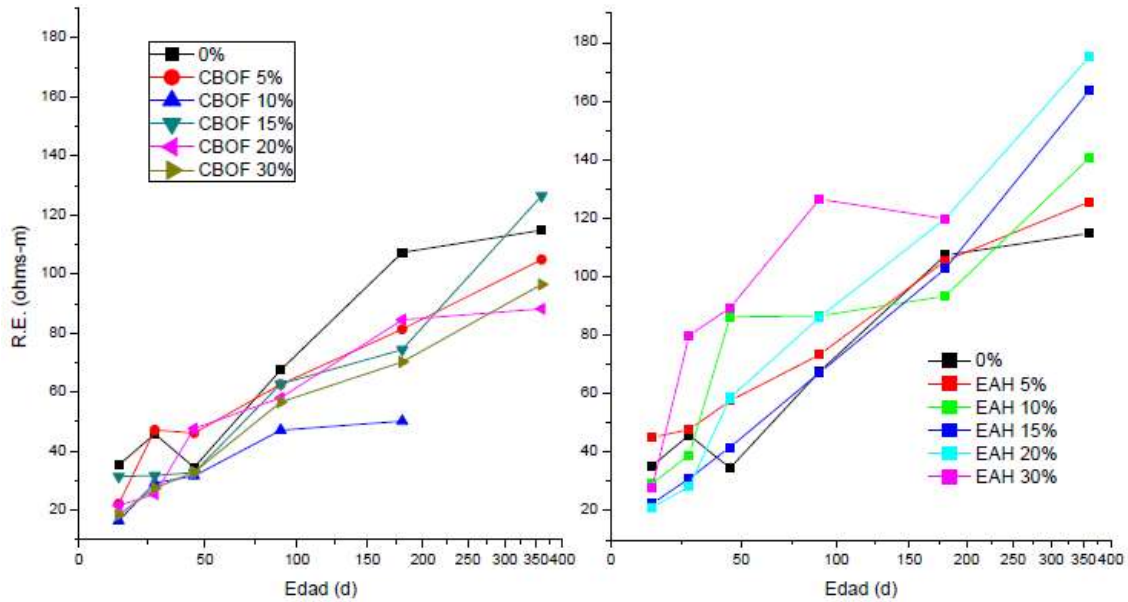 R.E. (ohms-m)
180
160
140
120
100
80
60
40
20
0%
CBOF 5%
CBOF 10%
CBOF 15%
CBOF 20%
CBOF 30%
0 50 100 150 200 250 300 350 400
Edad (d)
180
160
140
120
100
80
60
40
20
0%
EAH 5%
EAH 10%
EAH 15%
EAH 20%
EAH 30%
0 50 100 150 200 250 300 350 400
Edad (d)